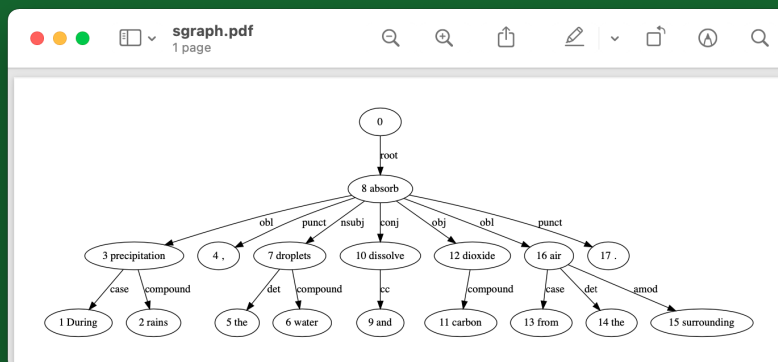 sgraph.pdf
1 page
0
root
8 absorb
obl punct nsubj conj obj obl punct
3 precipitation 4 , 7 droplets 10 dissolve 12 dioxide 16 air 17 .
case compound det compound cc compound case det amod
1 During 2 rains 5 the 6 water 9 and 11 carbon 13 from 14 the 15 surrounding